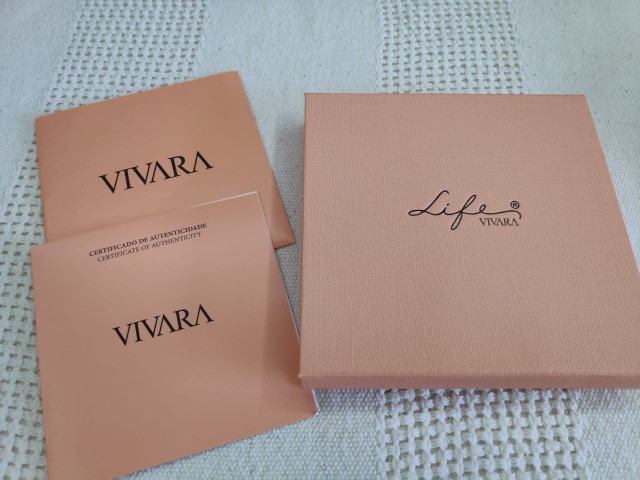 VIVARA
CERTIFICADO DE AUTENTICIDADE
CERTIFICATE OF AUTHENTICITY
VIVARA
Life®
VIVARA